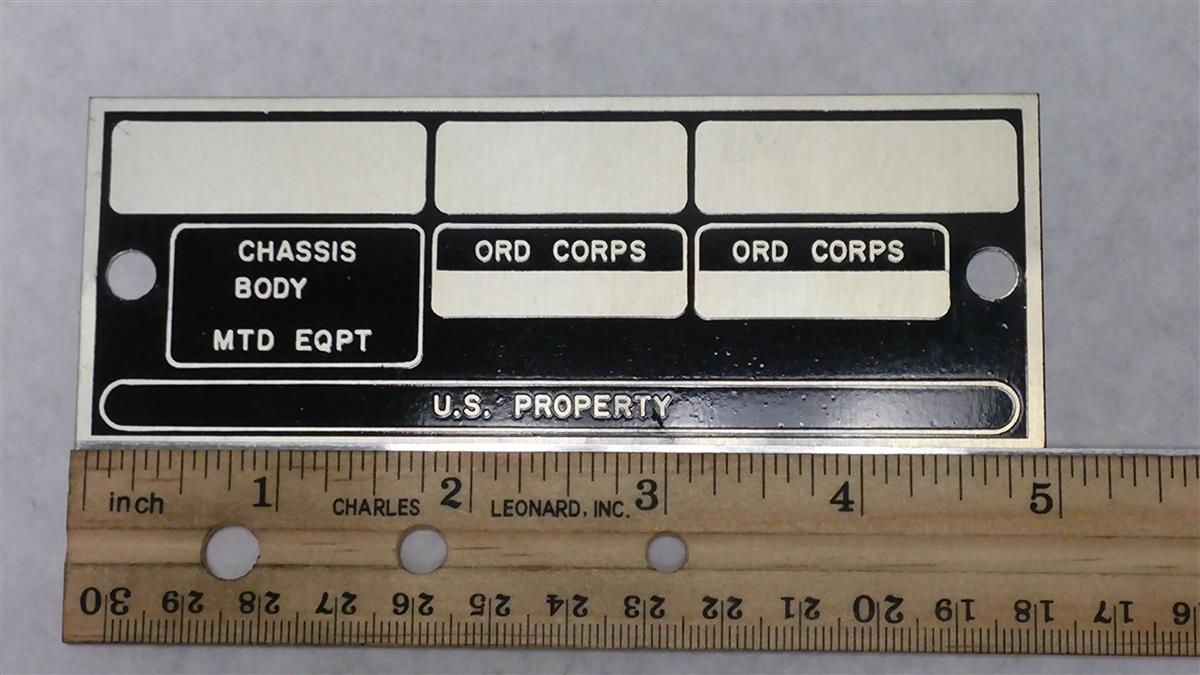 CHASSIS
BODY
MTD EQPT
ORD CORPS
ORD CORPS
U.S. PROPERTY
inch 1 2 3 4 5
CHARLES LEONARD, INC.
30 29 28 27 26 25 24 23 22 21 20 19 18 17